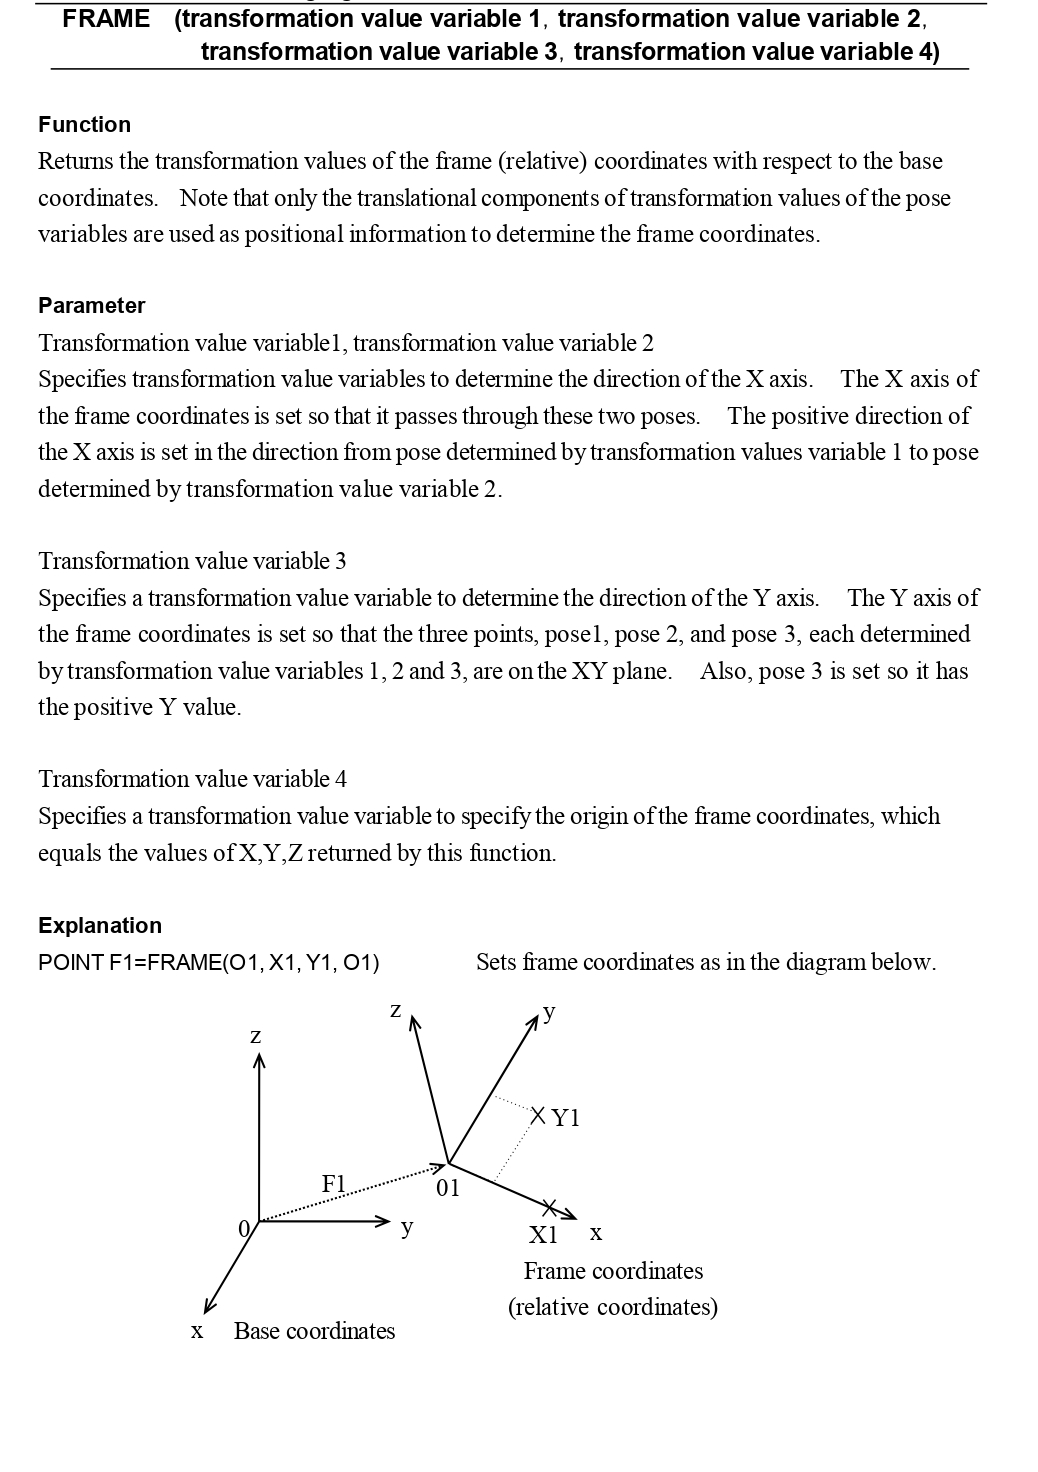 FRAME (transformation value variable 1, transformation value variable 2,
transformation value variable 3, transformation value variable 4)
Function
Returns the transformation values of the frame (relative) coordinates with respect to the base
coordinates. Note that only the translational components of transformation values of the pose
variables are used as positional information to determine the frame coordinates.
Parameter
Transformation value variable1, transformation value variable 2
Specifies transformation value variables to determine the direction of the X axis. The X axis of
the frame coordinates is set so that it passes through these two poses. The positive direction of
the X axis is set in the direction from pose determined by transformation values variable 1 to pose
determined by transformation value variable 2.
Transformation value variable 3
Specifies a transformation value variable to determine the direction of the Y axis. The Y axis of
the frame coordinates is set so that the three points, pose1, pose 2, and pose 3, each determined
by transformation value variables 1, 2 and 3, are on the XY plane. Also, pose 3 is set so it has
the positive Y value.
Transformation value variable 4
Specifies a transformation value variable to specify the origin of the frame coordinates, which
equals the values of X,Y,Z returned by this function.
Explanation
POINT F1=FRAME(O1, X1, Y1, O1) Sets frame coordinates as in the diagram below.
z
y
z
Y1
F1
01
0
y
X1
x
Frame coordinates
(relative coordinates)
x
Base coordinates